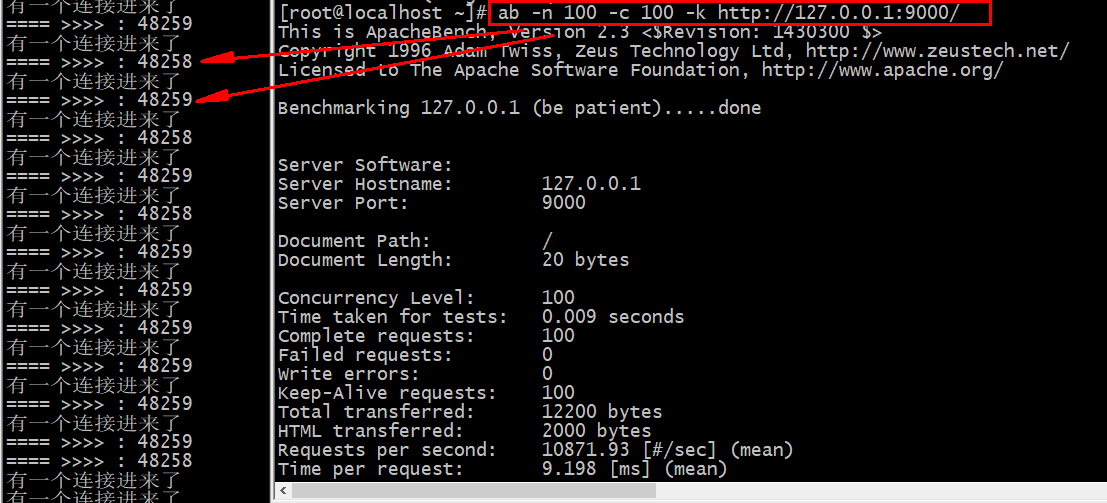 有一个连接进来了
==== >>>> : 48259
有一个连接进来了
==== >>>> : 48258
有一个连接进来了
==== >>>> : 48259
有一个连接进来了
==== >>>> : 48258
有一个连接进来了
==== >>>> : 48259
有一个连接进来了
==== >>>> : 48258
有一个连接进来了
==== >>>> : 48259
有一个连接进来了
==== >>>> : 48259
有一个连接进来了
==== >>>> : 48259
有一个连接进来了
==== >>>> : 48259
有一个连接进来了
==== >>>> : 48259
有一个连接进来了
==== >>>> : 48259
==== >>>> : 48258
有一个连接进来了
有一个连接进来了
[root@localhost ~]# ab -n 100 -c 100 -k http://127.0.0.1:9000/
This is ApacheBench, Version 2.3 <$Revision: 1430300 $>
Copyright 1996 Adam Twiss, Zeus Technology Ltd, http://www.zeustech.net/
Licensed to The Apache Software Foundation, http://www.apache.org/
Benchmarking 127.0.0.1 (be patient).....done
Server Software:
Server Hostname: 127.0.0.1
Server Port: 9000
Document Path: /
Document Length: 20 bytes
Concurrency Level: 100
Time taken for tests: 0.009 seconds
Complete requests: 100
Failed requests: 0
Write errors: 0
Keep-Alive requests: 100
Total transferred: 12200 bytes
HTML transferred: 2000 bytes
Requests per second: 10871.93 [#/sec] (mean)
Time per request: 9.198 [ms] (mean)